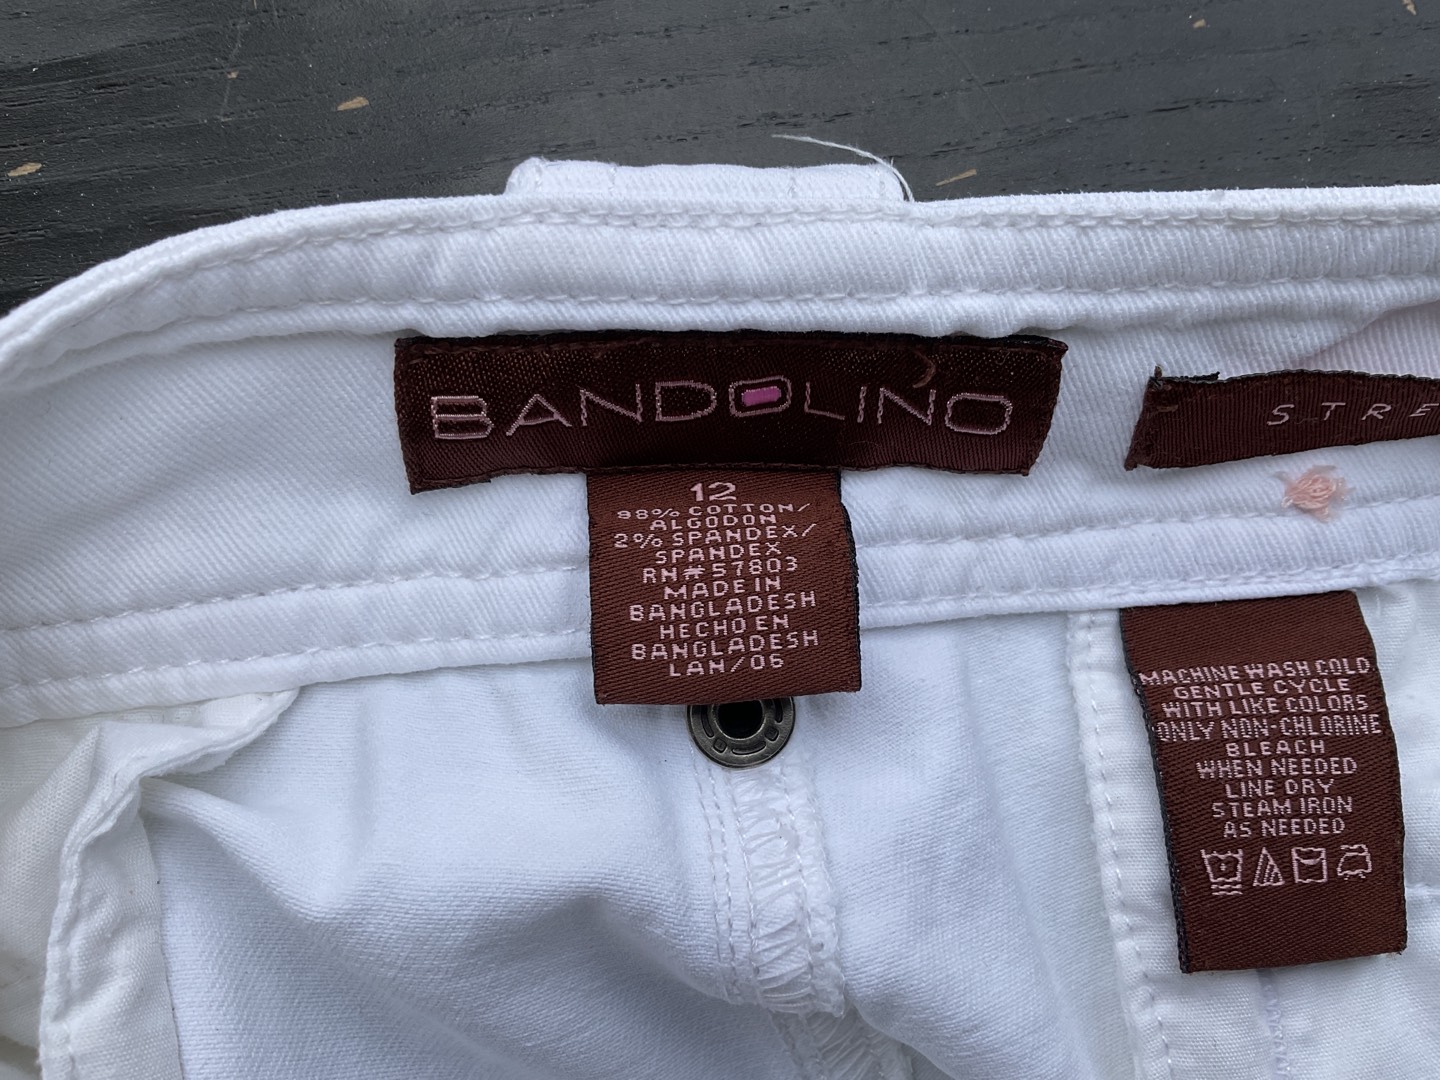 BANDOLINO
STRE
12
98% COTTON/
ALGODON
2% SPANDEX/
SPANDEX
RN#57803
MADE IN
BANGLADESH
HECHO EN
BANGLADESH
LAN/06
MACHINE WASH COLD.
GENTLE CYCLE
WITH LIKE COLORS
ONLY NON-CHLORINE
BLEACH
WHEN NEEDED
LINE DRY
STEAM IRON
AS NEEDED